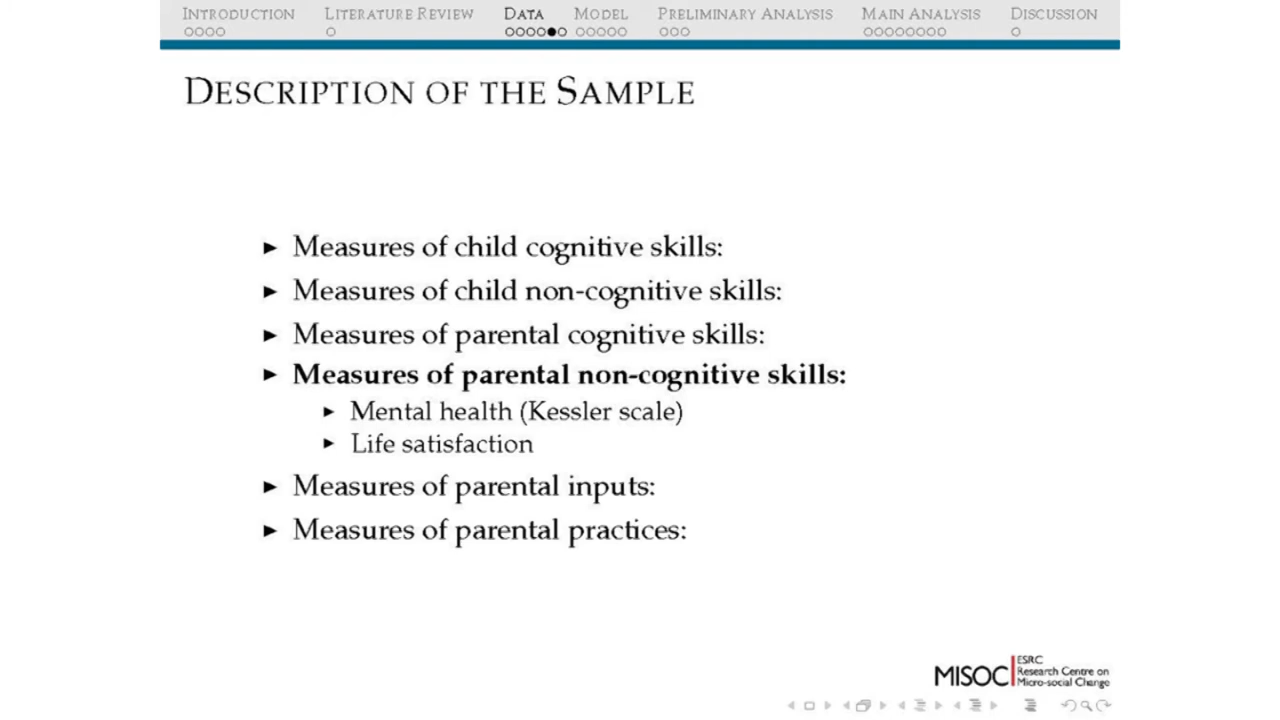 INTRODUCTION LITERATURE REVIEW DATA MODEL PRELIMINARY ANALYSIS MAIN ANALYSIS DISCUSSION
DESCRIPTION OF THE SAMPLE
Measures of child cognitive skills:
Measures of child non-cognitive skills:
Measures of parental cognitive skills:
Measures of parental non-cognitive skills:
Mental health (Kessler scale)
Life satisfaction
Measures of parental inputs:
Measures of parental practices:
MISOC
ESRC
Research Centre on
Micro-social Change